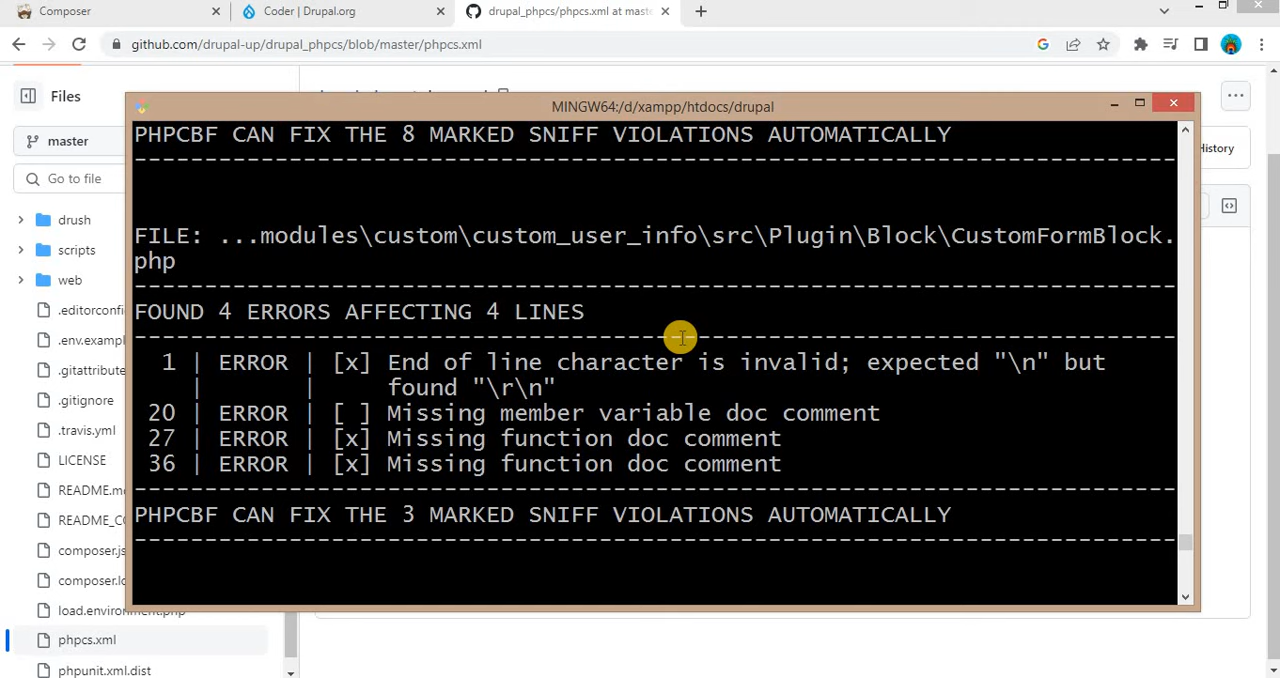 Composer
Coder | Drupal.org
drupal_phpcs/phpcs.xml at maste
github.com/drupal-up/drupal_phpcs/blob/master/phpcs.xml
Files
master
Go to file
drush
scripts
web
.editorconfi
.env.examp
.gitattribute
.gitignore
.travis.yml
LICENSE
README.m
README_CO
composer.js
composer.lo
load.environment.php
phpcs.xml
phpunit.xml.dist
History
MINGW64:/d/xampp/htdocs/drupal
PHPCBF CAN FIX THE 8 MARKED SNIFF VIOLATIONS AUTOMATICALLY
--------------------------------------------------------------------------
FILE: ...modules\custom\custom_user_info\src\Plugin\Block\CustomFormBlock.
php
--------------------------------------------------------------------------
FOUND 4 ERRORS AFFECTING 4 LINES
--------------------------------------------------------------------------
1 | ERROR | [x] End of line character is invalid; expected "\n" but
| | found "\r\n"
20 | ERROR | [ ] Missing member variable doc comment
27 | ERROR | [x] Missing function doc comment
36 | ERROR | [x] Missing function doc comment
--------------------------------------------------------------------------
PHPCBF CAN FIX THE 3 MARKED SNIFF VIOLATIONS AUTOMATICALLY
--------------------------------------------------------------------------